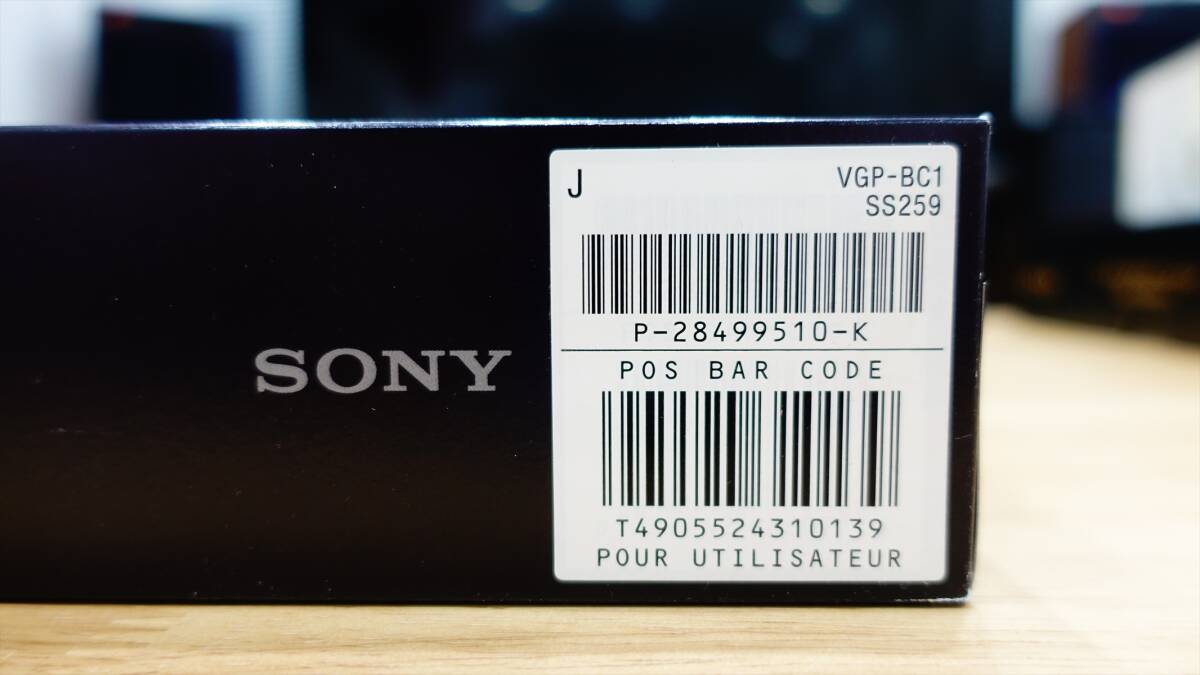 SONY
J
VGP-BC1
SS259
P-28499510-K
POS BAR CODE
T4905524310139
POUR UTILISATEUR